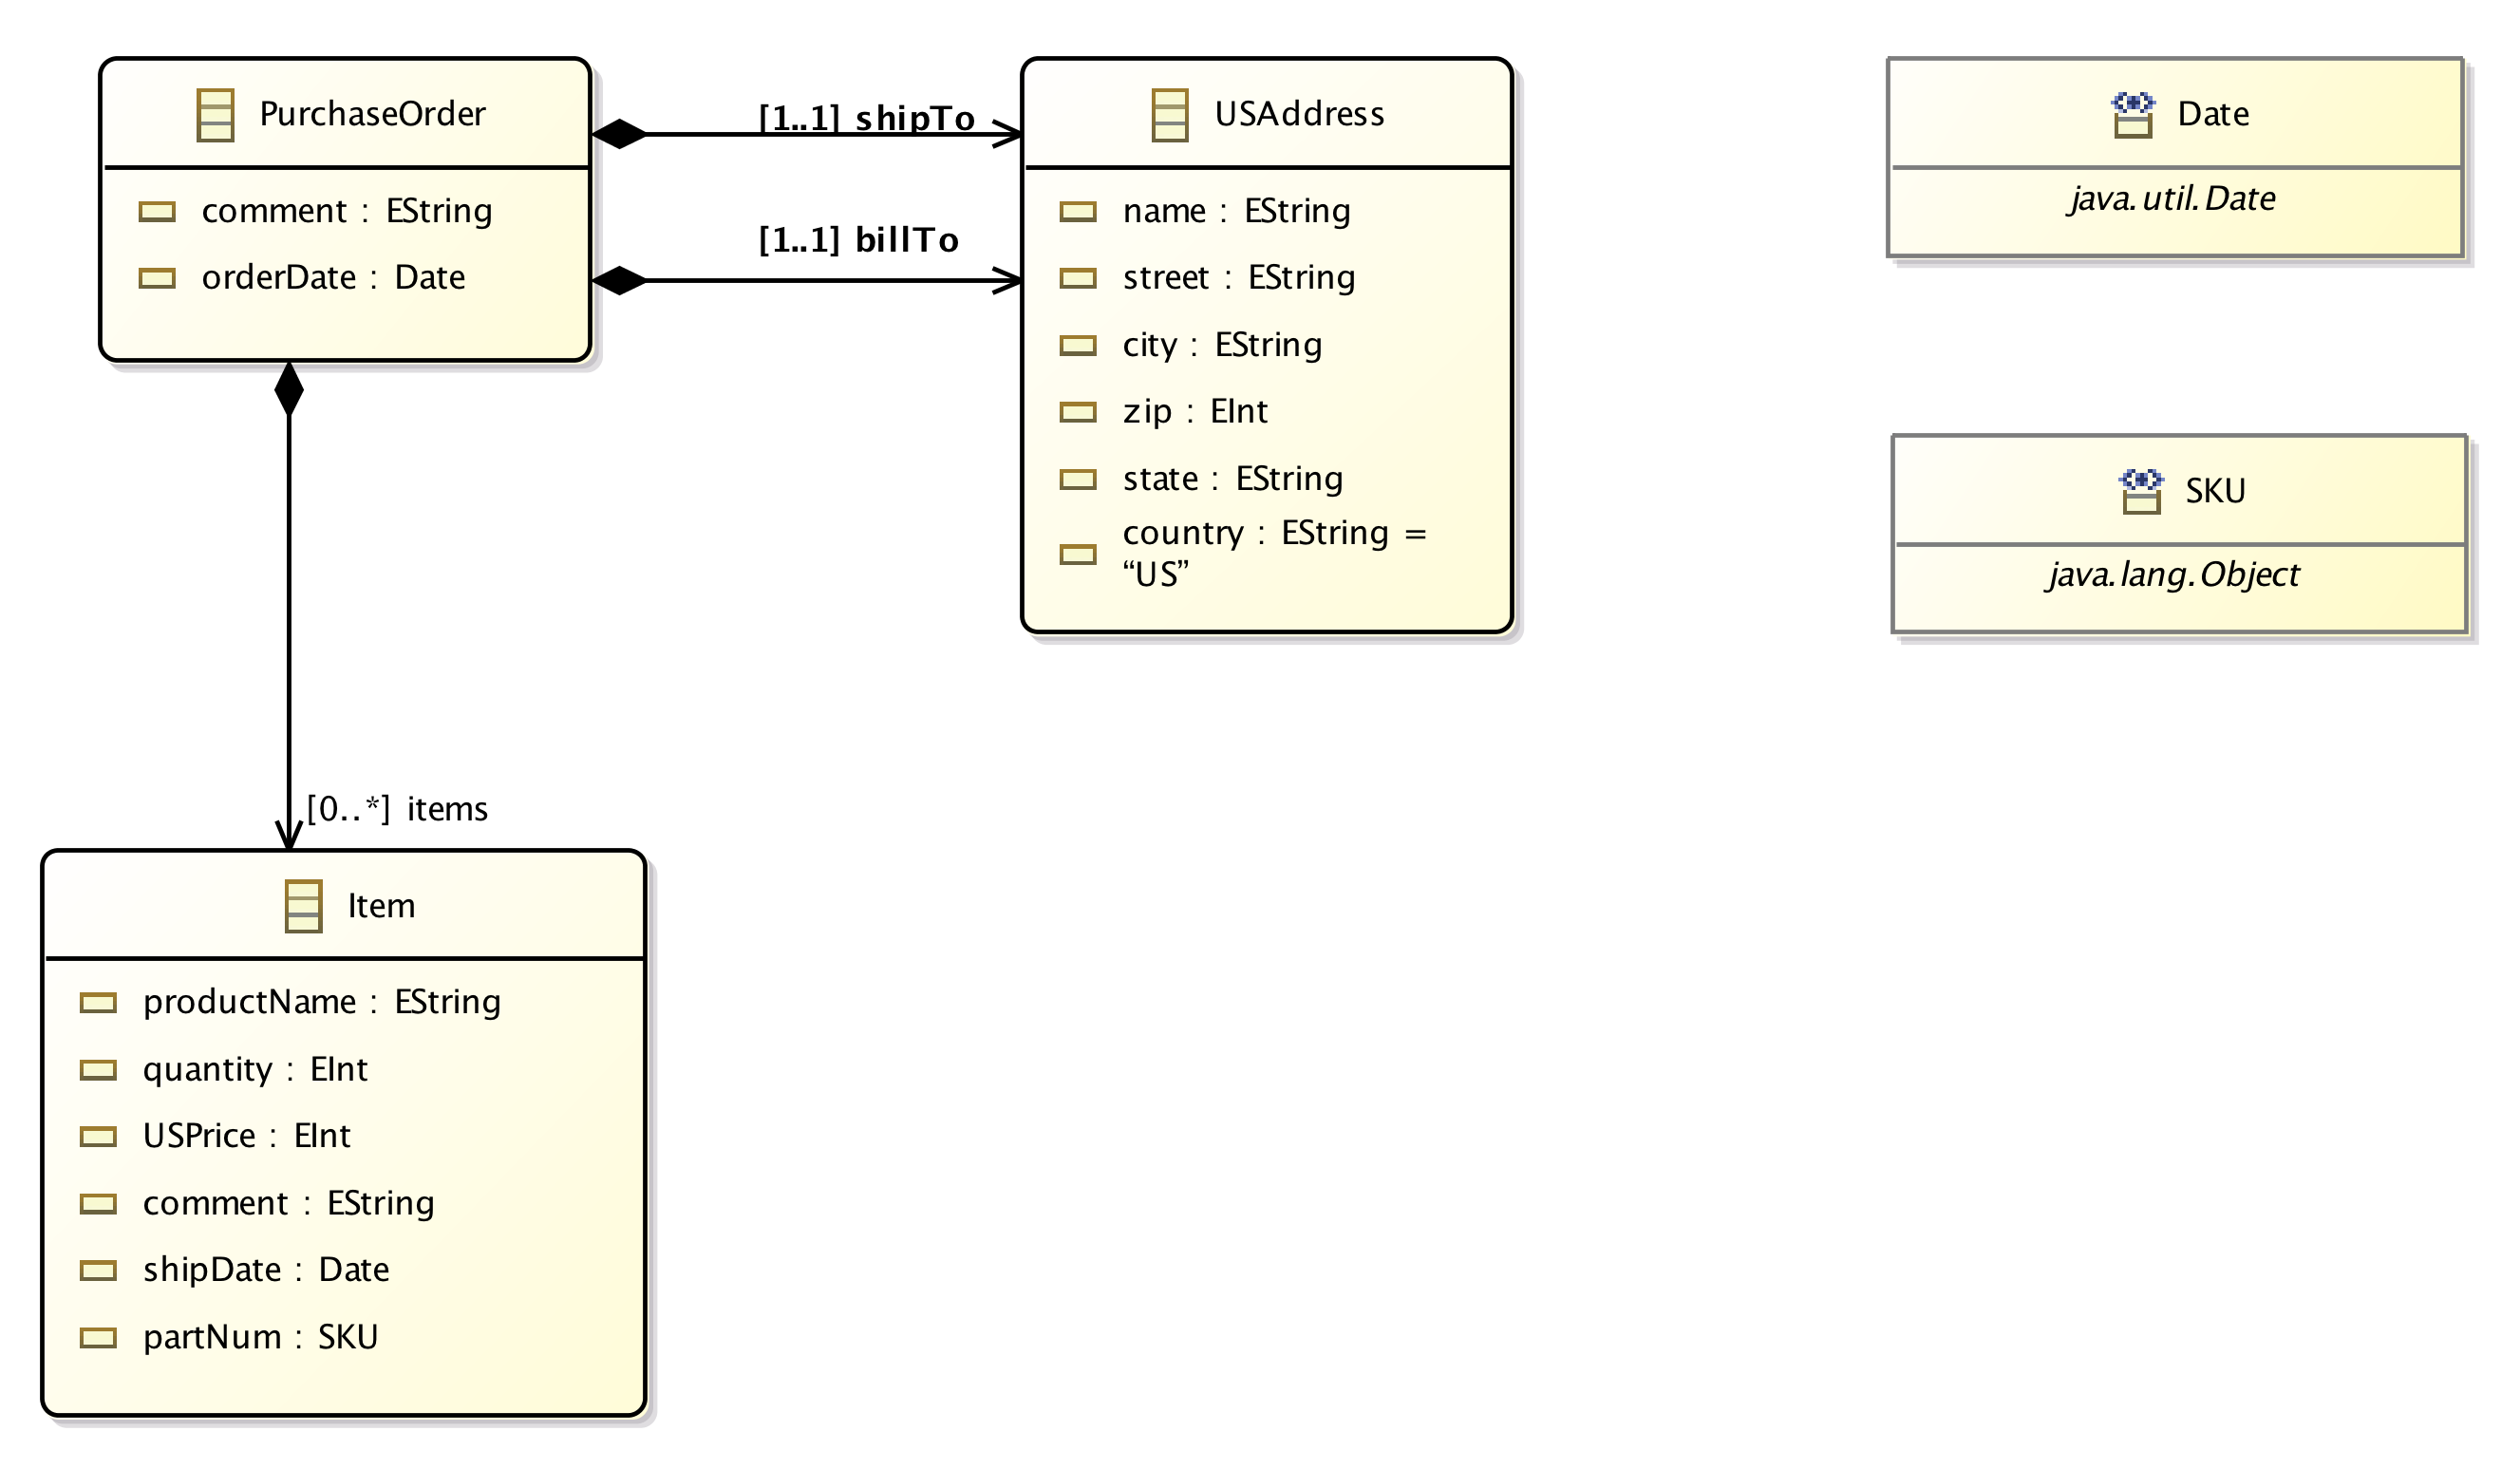 PurchaseOrder
comment : EString
orderDate : Date
[1..1] shipTo
[1..1] billTo
USAddress
name : EString
street : EString
city : EString
zip : EInt
state : EString
country : EString =
“US”
Date
java.util.Date
SKU
java.lang.Object
[0..*] items
Item
productName : EString
quantity : EInt
USPrice : EInt
comment : EString
shipDate : Date
partNum : SKU